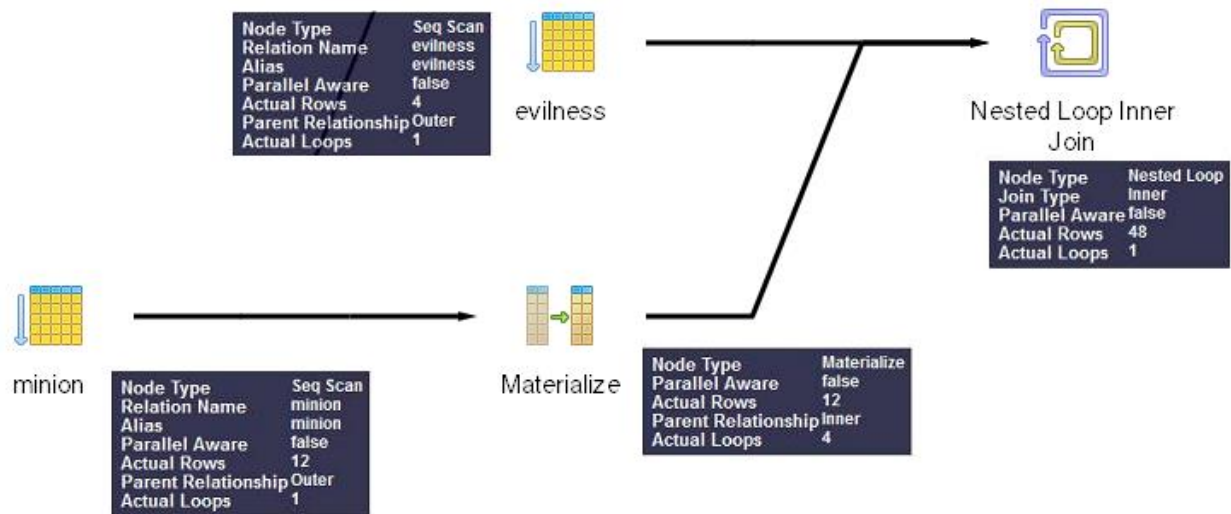 Node Type Seq Scan
Relation Name evilness
Alias evilness
Parallel Aware false
Actual Rows 4
Parent Relationship Outer
Actual Loops 1
evilness
Nested Loop Inner
Join
Node Type Nested Loop
Join Type Inner
Parallel Aware false
Actual Rows 48
Actual Loops 1
minion
Node Type Seq Scan
Relation Name minion
Alias minion
Parallel Aware false
Actual Rows 12
Parent Relationship Outer
Actual Loops 1
Materialize
Node Type Materialize
Parallel Aware false
Actual Rows 12
Parent Relationship Inner
Actual Loops 4